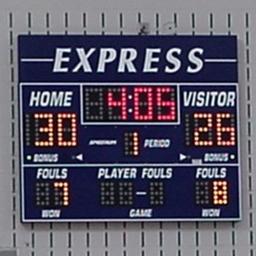 EXPRESS
HOME 4:05 VISITOR
30 26
SPECTRUM 1 PERIOD
BONUS BONUS
FOULS PLAYER FOULS FOULS
7 8
WON GAME WON